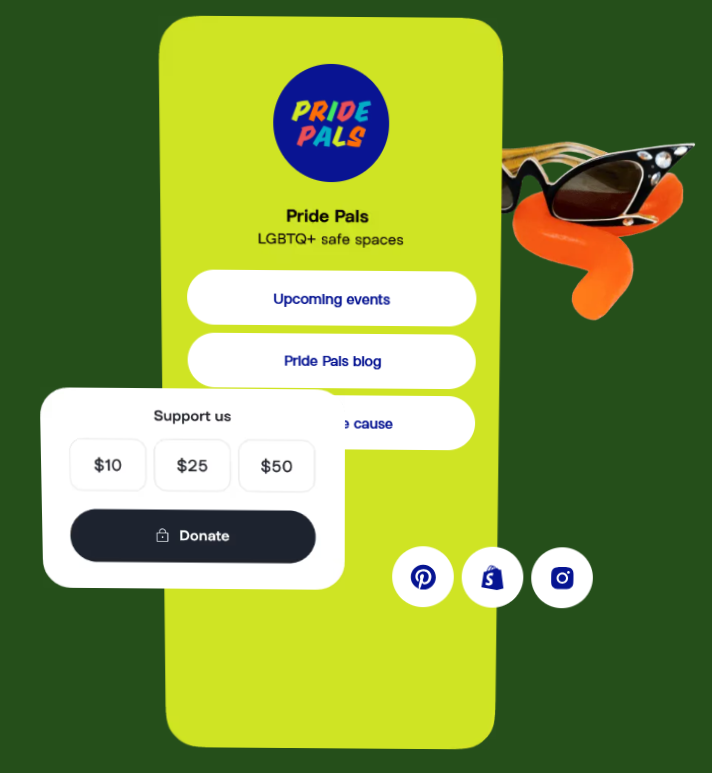 PRIDE
PALS
Pride Pals
LGBTQ+ safe spaces
Upcoming events
Pride Pals blog
cause
Support us
$10
$25
$50
Donate